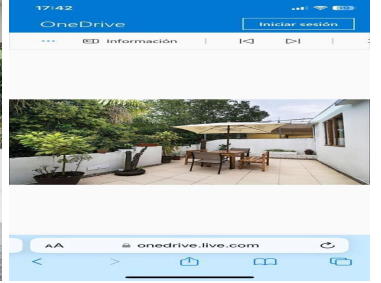 17:42
OneDrive
Iniciar sesión
Información
AA
onedrive.live.com